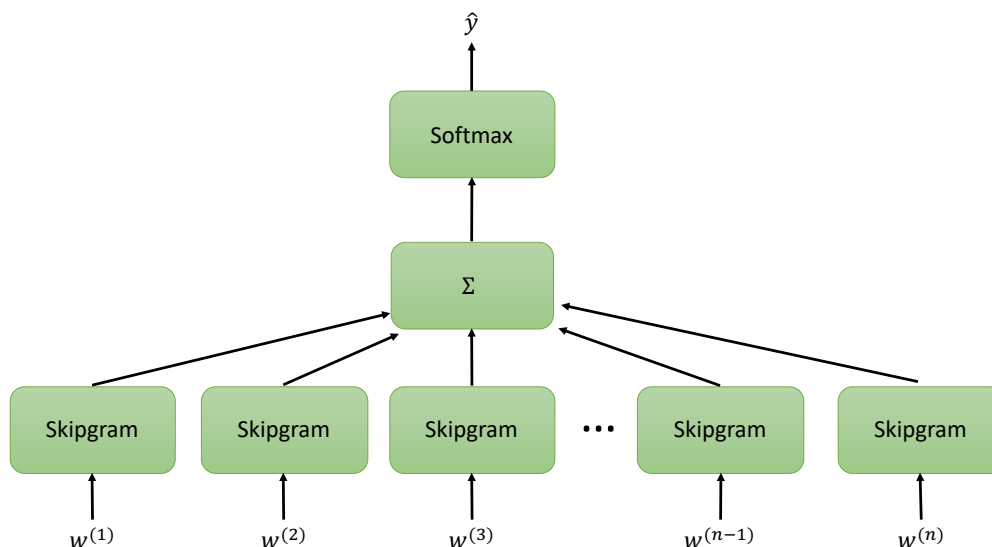 ŷ
Softmax
Σ
Skipgram Skipgram Skipgram ••• Skipgram Skipgram
w⁽¹⁾ w⁽²⁾ w⁽³⁾ w⁽ⁿ⁻¹⁾ w⁽ⁿ⁾